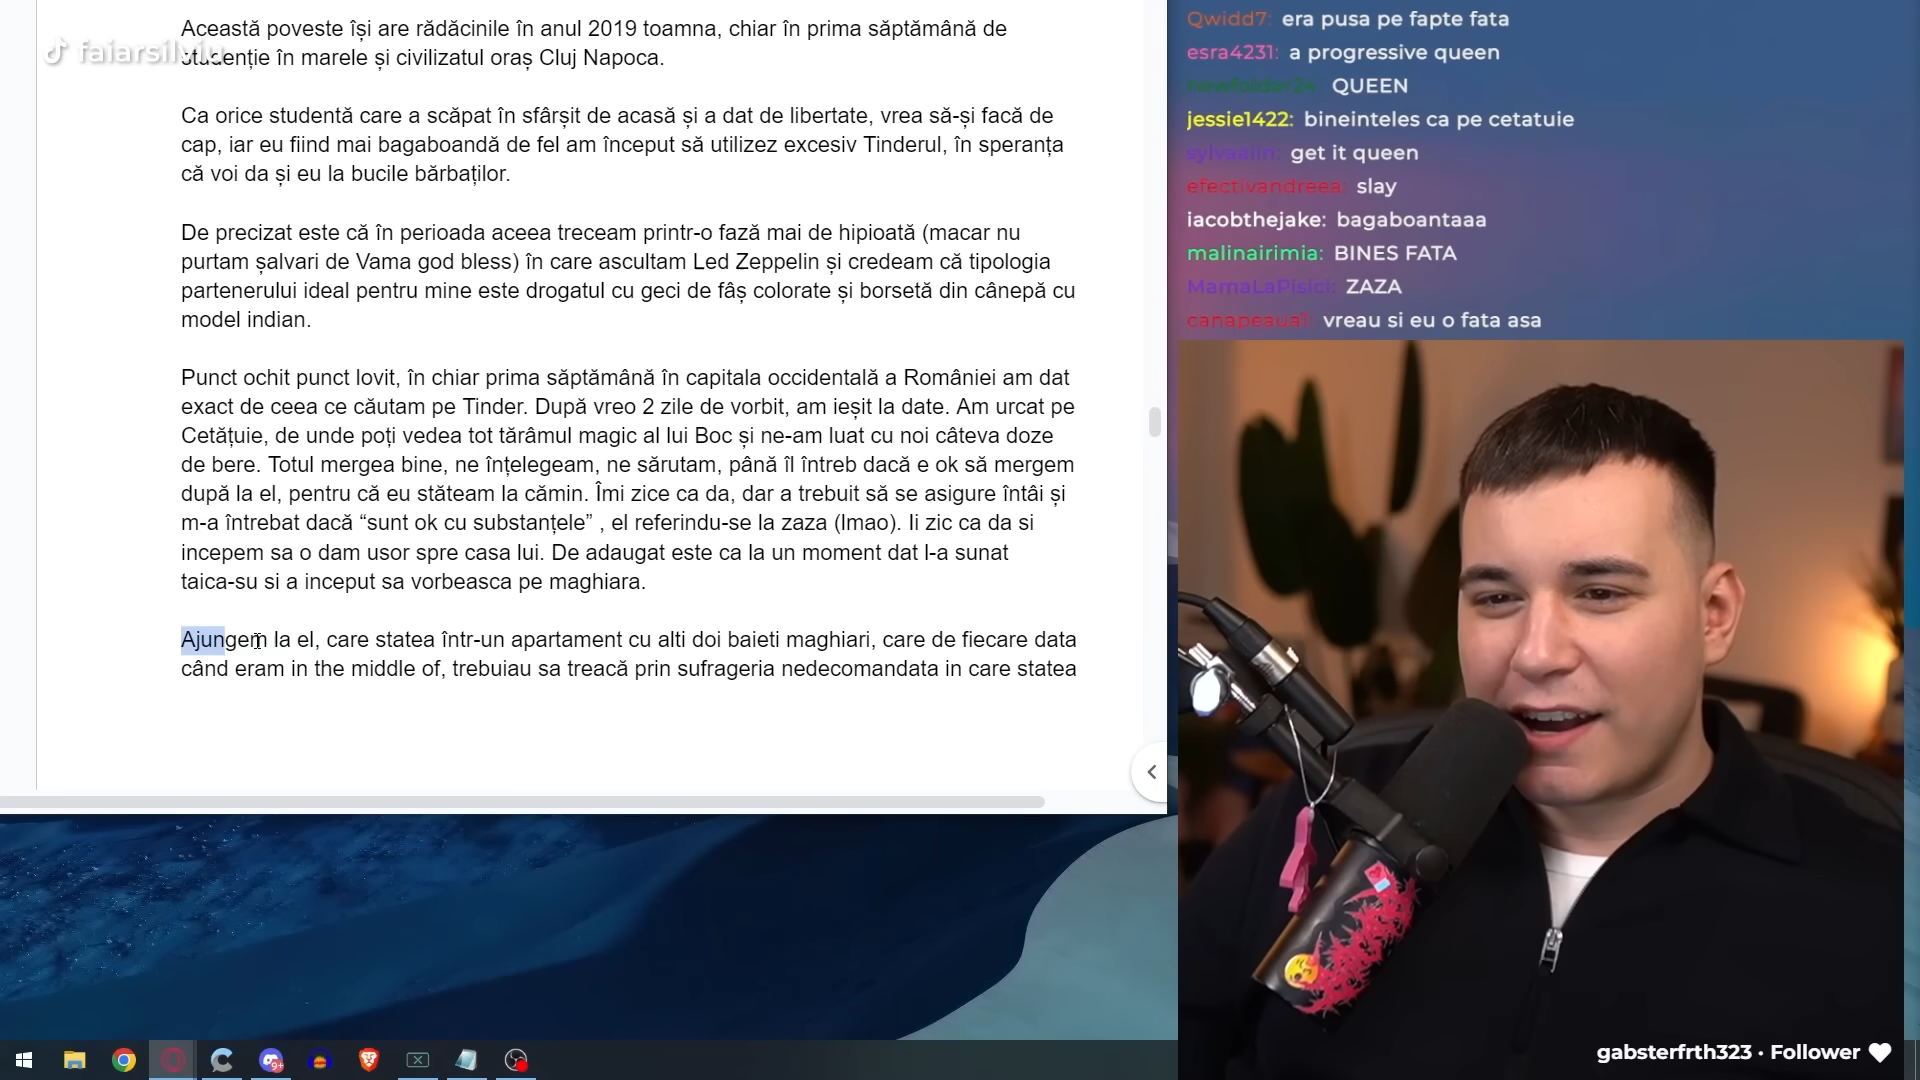 Această poveste își are rădăcinile în anul 2019 toamna, chiar în prima săptămână de
studenție în marele și civilizatul oraș Cluj Napoca.
faiarsilviu
Ca orice studentă care a scăpat în sfârșit de acasă și a dat de libertate, vrea să-și facă de
cap, iar eu fiind mai bagaboandă de fel am început să utilizez excesiv Tinderul, în speranța
că voi da și eu la bucile bărbaților.
De precizat este că în perioada aceea treceam printr-o fază mai de hipioată (macar nu
purtam șalvari de Vama god bless) în care ascultam Led Zeppelin și credeam că tipologia
partenerului ideal pentru mine este drogatul cu geci de fâș colorate și borsetă din cânepă cu
model indian.
Punct ochit punct lovit, în chiar prima săptămână în capitala occidentală a României am dat
exact de ceea ce căutam pe Tinder. După vreo 2 zile de vorbit, am ieșit la date. Am urcat pe
Cetățuie, de unde poți vedea tot tărâmul magic al lui Boc și ne-am luat cu noi câteva doze
de bere. Totul mergea bine, ne înțelegeam, ne sărutam, până îl întreb dacă e ok să mergem
după la el, pentru că eu stăteam la cămin. Îmi zice ca da, dar a trebuit să se asigure întâi și
m-a întrebat dacă “sunt ok cu substanțele” , el referindu-se la zaza (lmao). Ii zic ca da si
incepem sa o dam usor spre casa lui. De adaugat este ca la un moment dat l-a sunat
taica-su si a inceput sa vorbeasca pe maghiara.
Ajungem la el, care statea într-un apartament cu alti doi baieti maghiari, care de fiecare data
când eram in the middle of, trebuiau sa treacă prin sufrageria nedecomandata in care statea
Qwidd7: era pusa pe fapte fata
esra4231: a progressive queen
newfolder24: QUEEN
jessie1422: bineinteles ca pe cetatuie
sylvaaiin: get it queen
efectivandreea: slay
iacobthejake: bagaboantaaa
malinairimia: BINES FATA
MamaLaPisici: ZAZA
canapeaua1: vreau si eu o fata asa
9+
gabsterfrth323 · Follower